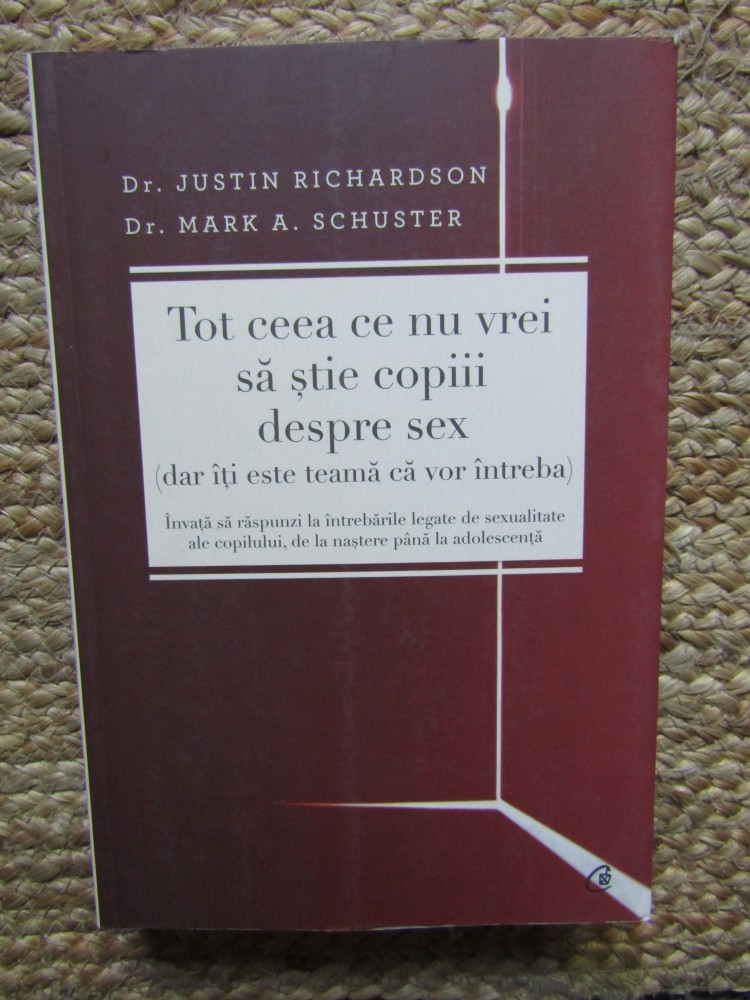 Dr. JUSTIN RICHARDSON
Dr. MARK A. SCHUSTER
Tot ceea ce nu vrei
să știe copiii
despre sex
(dar îți este teamă că vor întreba)
Învață să răspunzi la întrebările legate de sexualitate
ale copilului, de la naștere până la adolescență